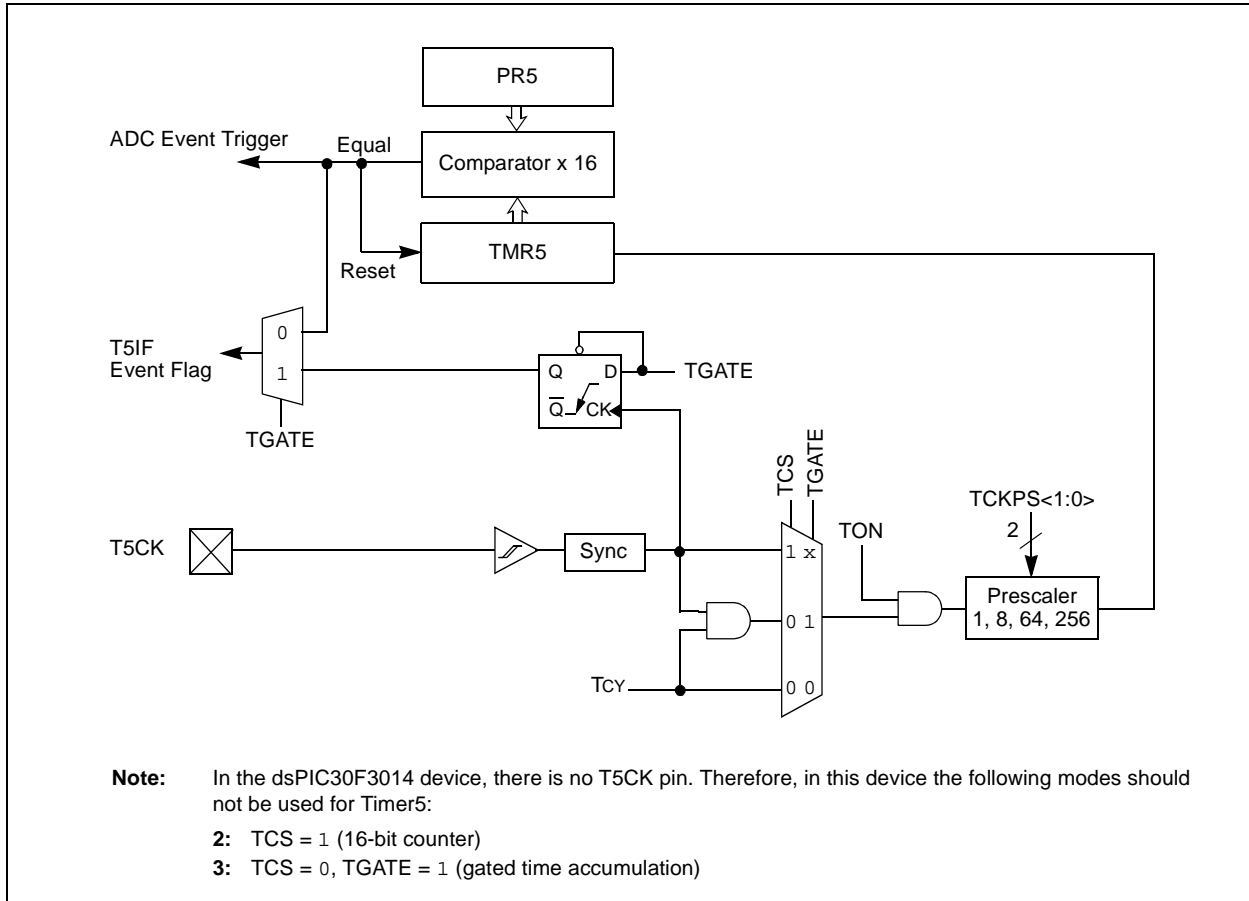 PR5
ADC Event Trigger
Equal
Comparator x 16
TMR5
Reset
0
T5IF
Event Flag
1
Q D
TGATE
Q CK
TGATE
TCS
TGATE
TCKPS<1:0>
2
T5CK
Sync
1 x
TON
Prescaler
1, 8, 64, 256
0 1
TCY
0 0
Note: In the dsPIC30F3014 device, there is no T5CK pin. Therefore, in this device the following modes should
not be used for Timer5:
2: TCS = 1 (16-bit counter)
3: TCS = 0, TGATE = 1 (gated time accumulation)